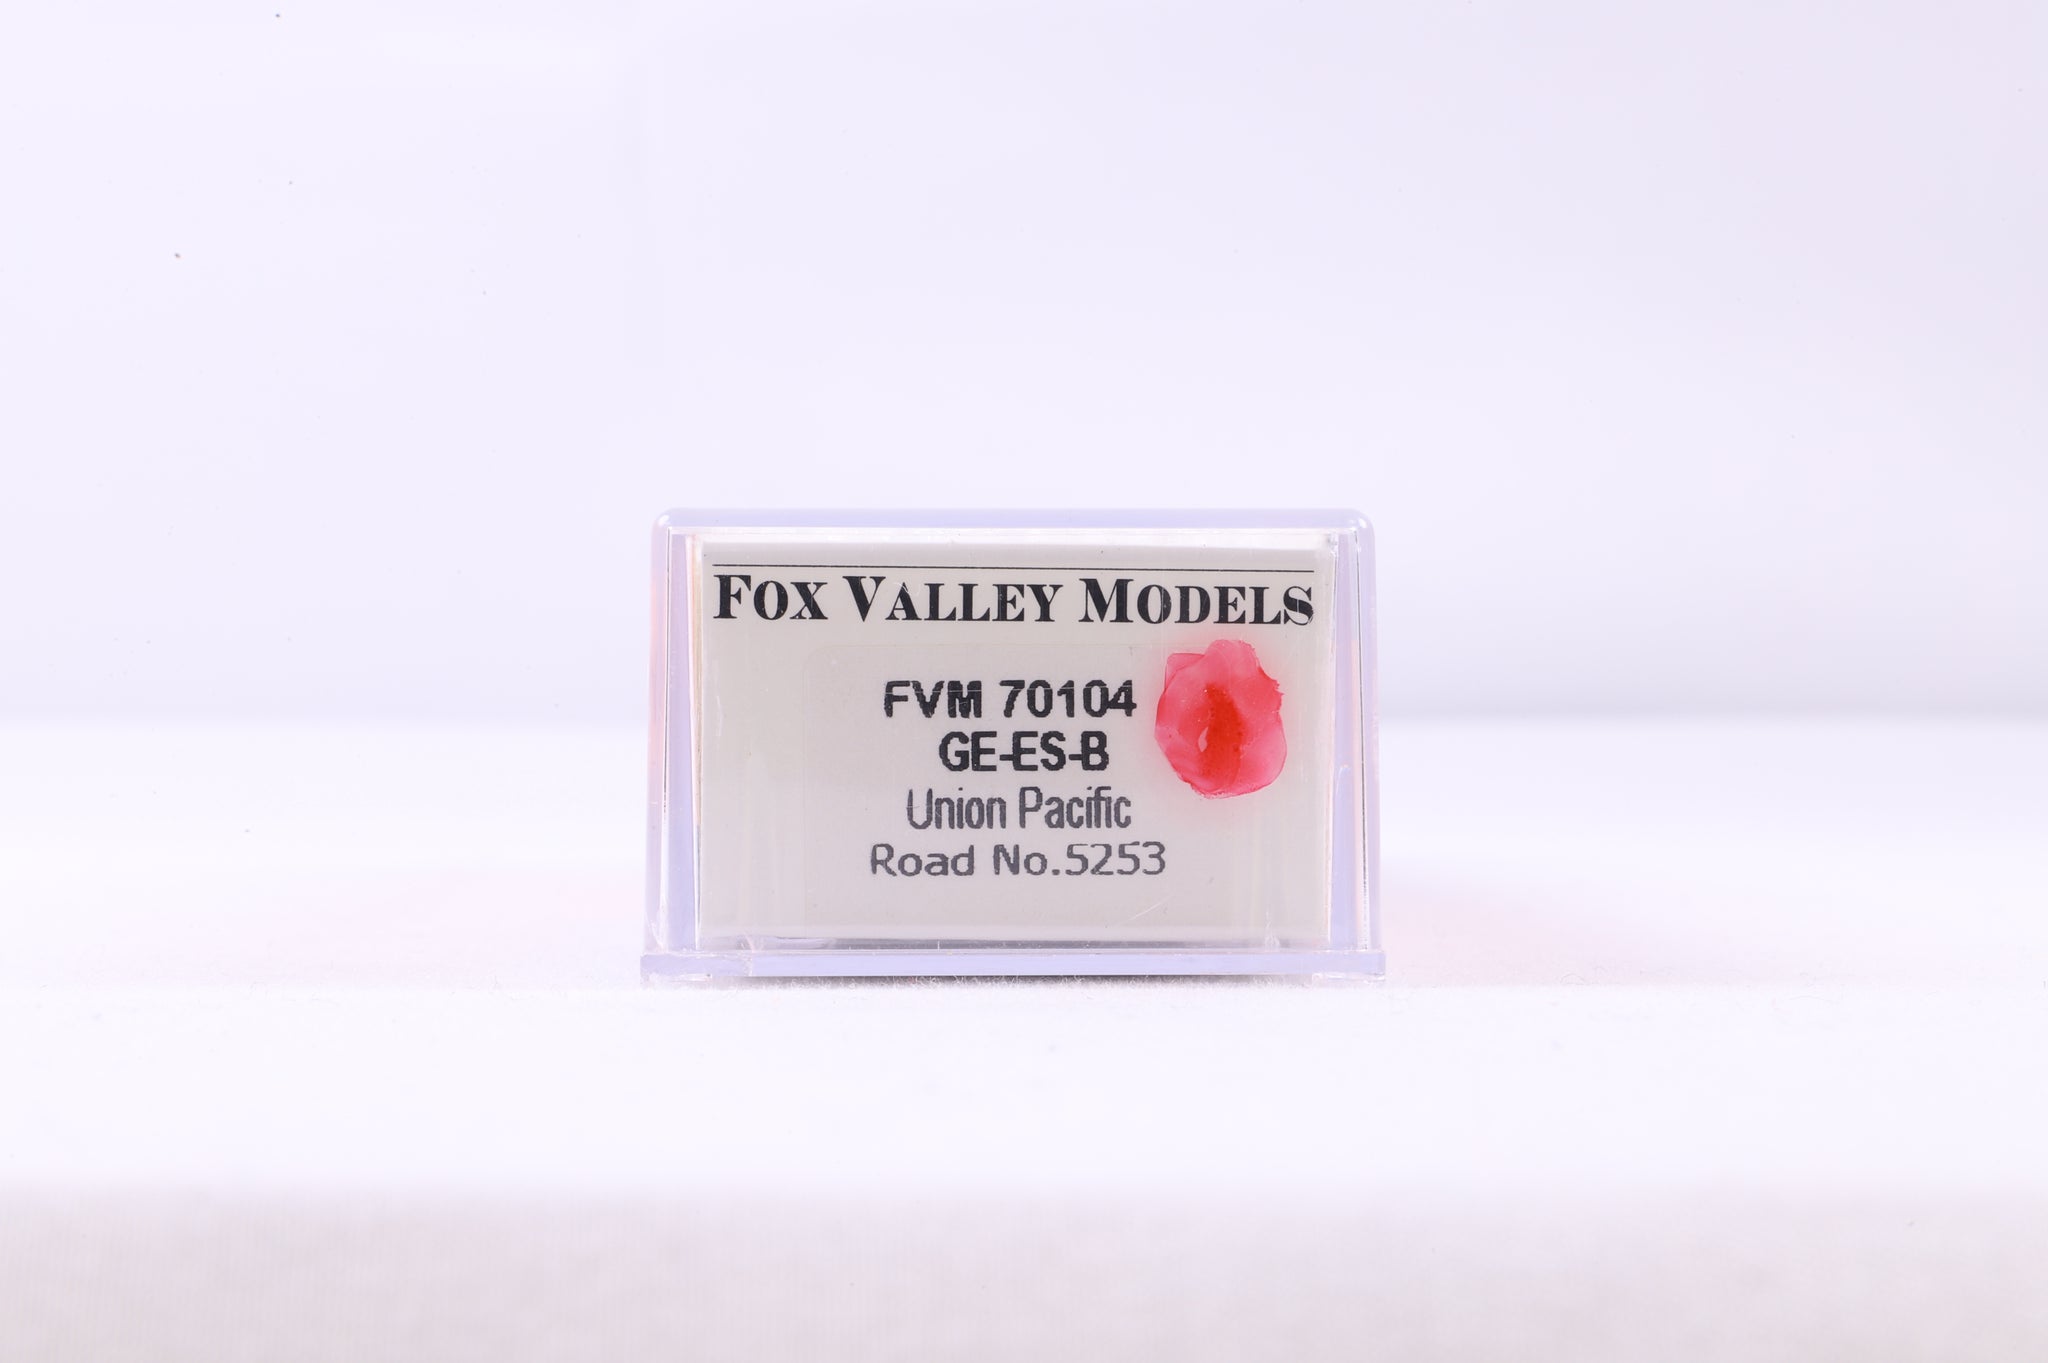 FOX VALLEY MODELS
FVM 70104
GE-ES-B
Union Pacific
Road No.5253